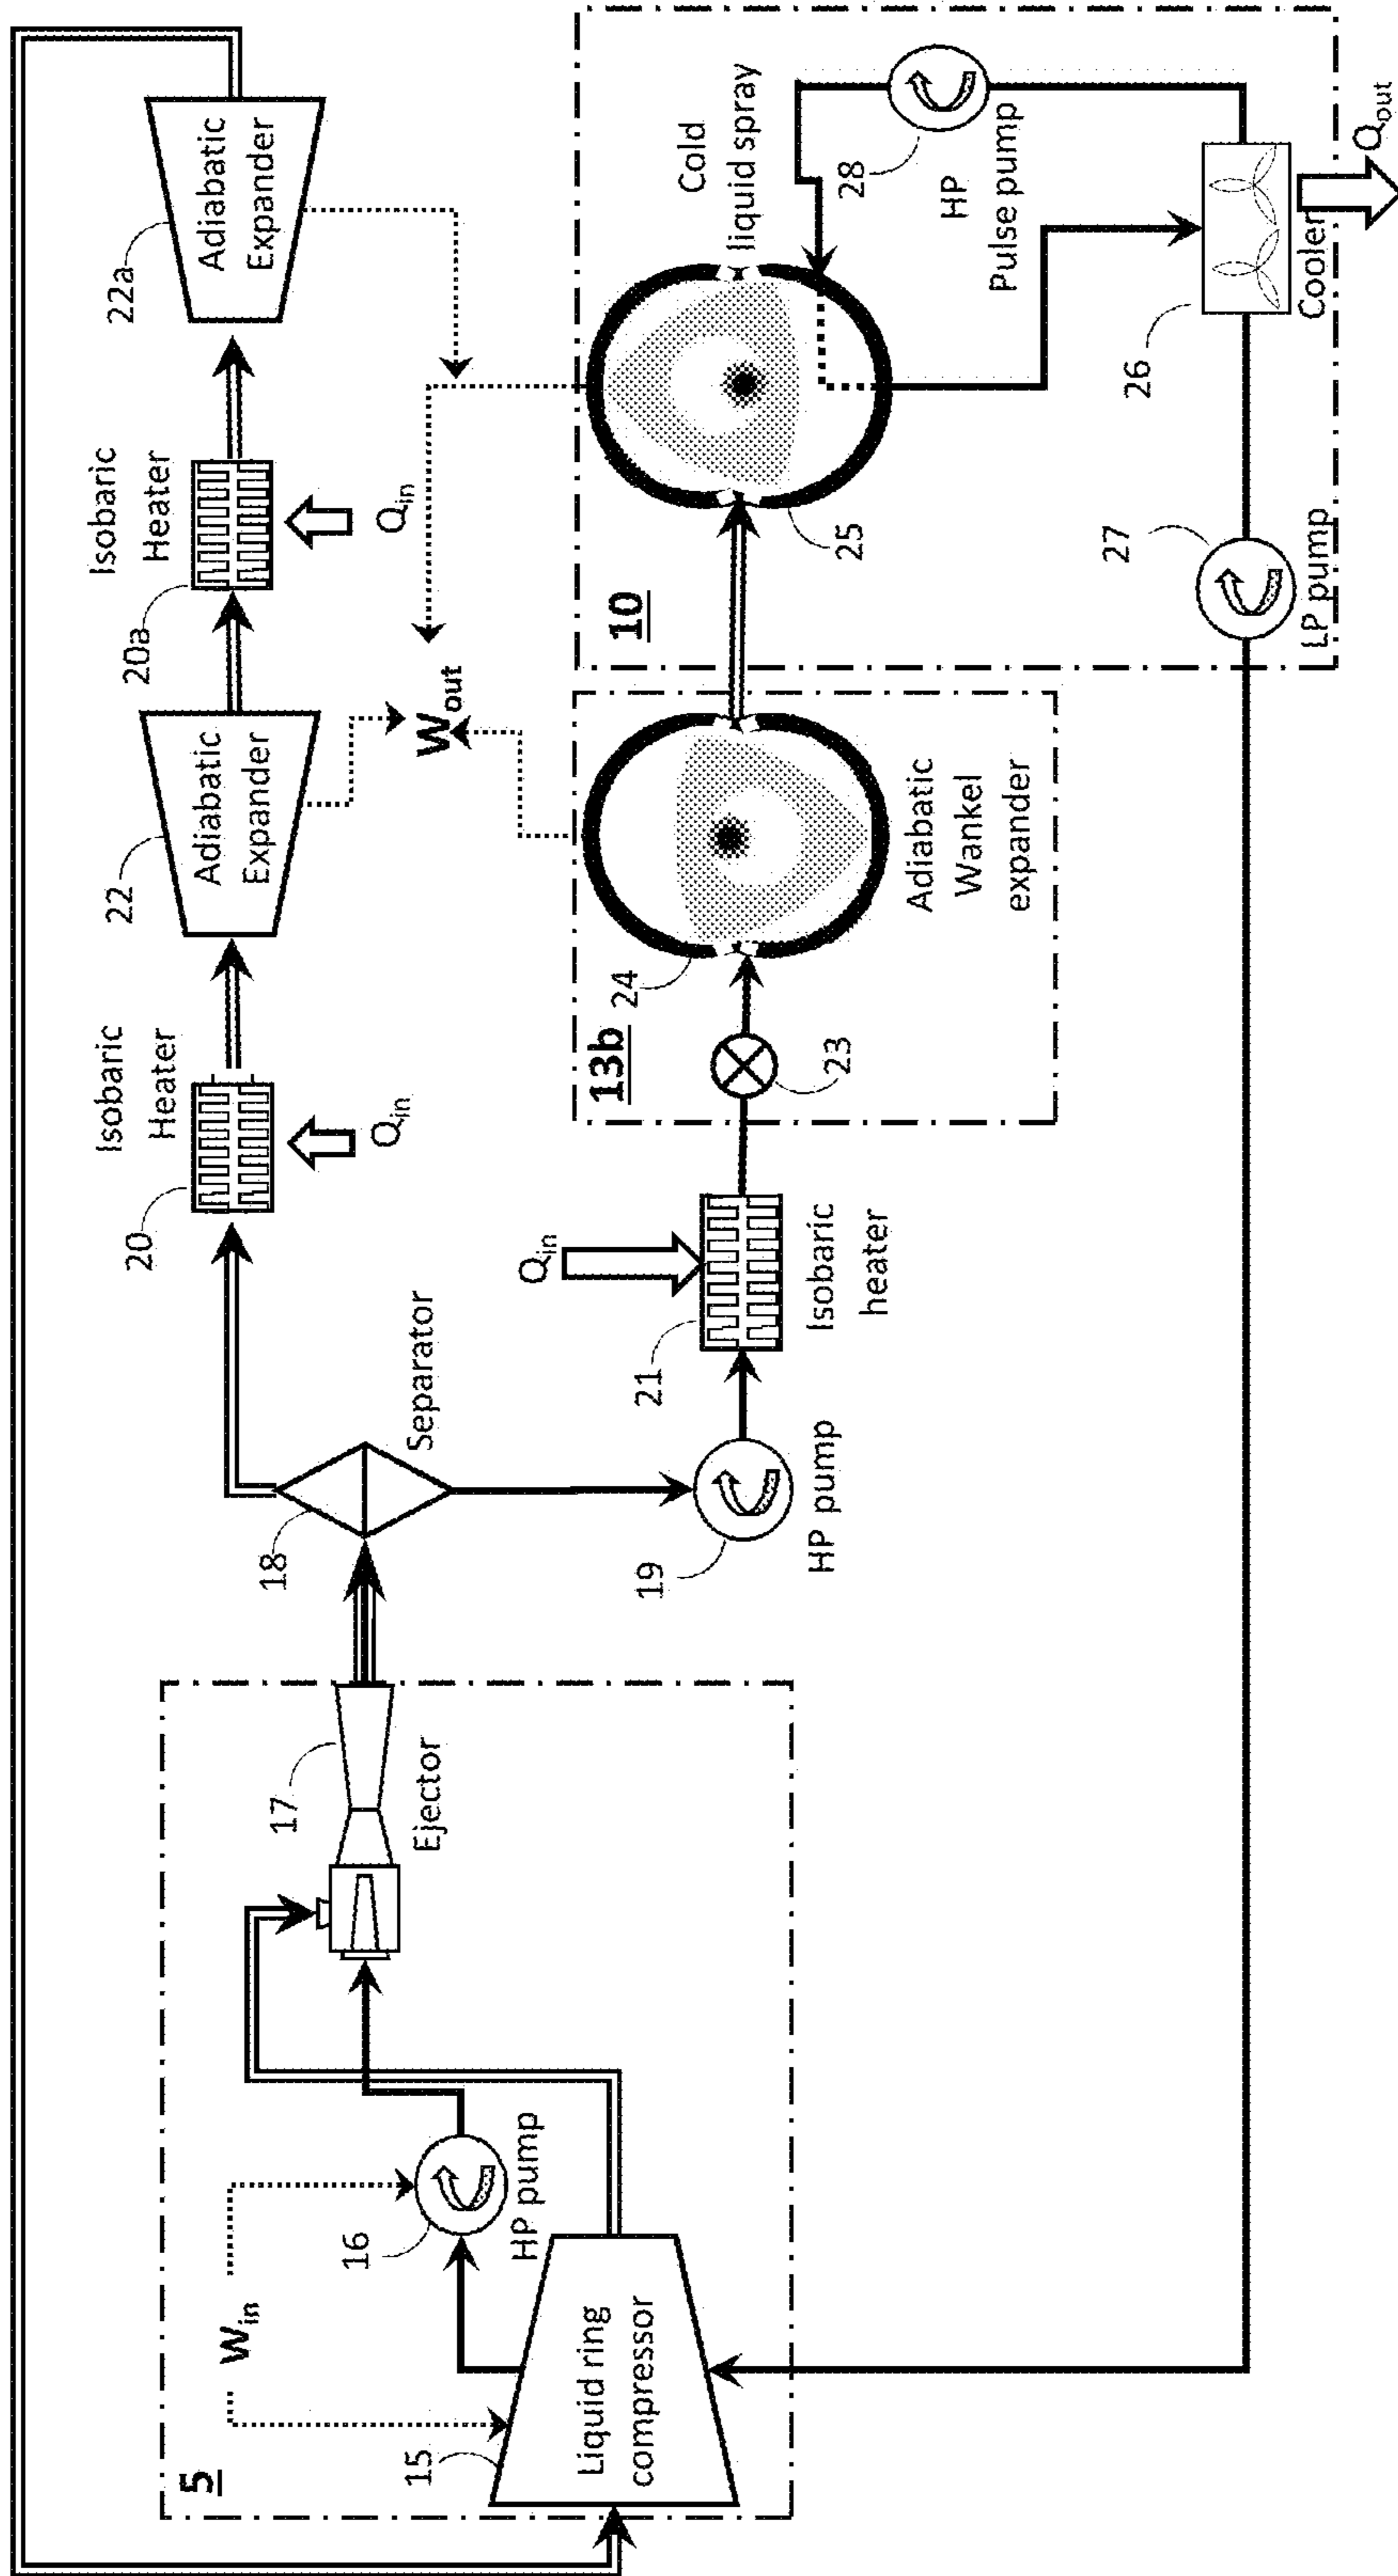 5
W_in
15
Liquid ring
compressor
16
HP pump
17
Ejector
18
Separator
19
HP pump
20
Isobaric
Heater
Q_in
21
Q_in
Isobaric
heater
22
Adiabatic
Expander
20a
Isobaric
Heater
Q_in
22a
Adiabatic
Expander
W_out
13b
23
24
Adiabatic
Wankel
expander
10
25
Cold
liquid spray
28
HP
Pulse pump
26
Cooler
Q_out
27
LP pump